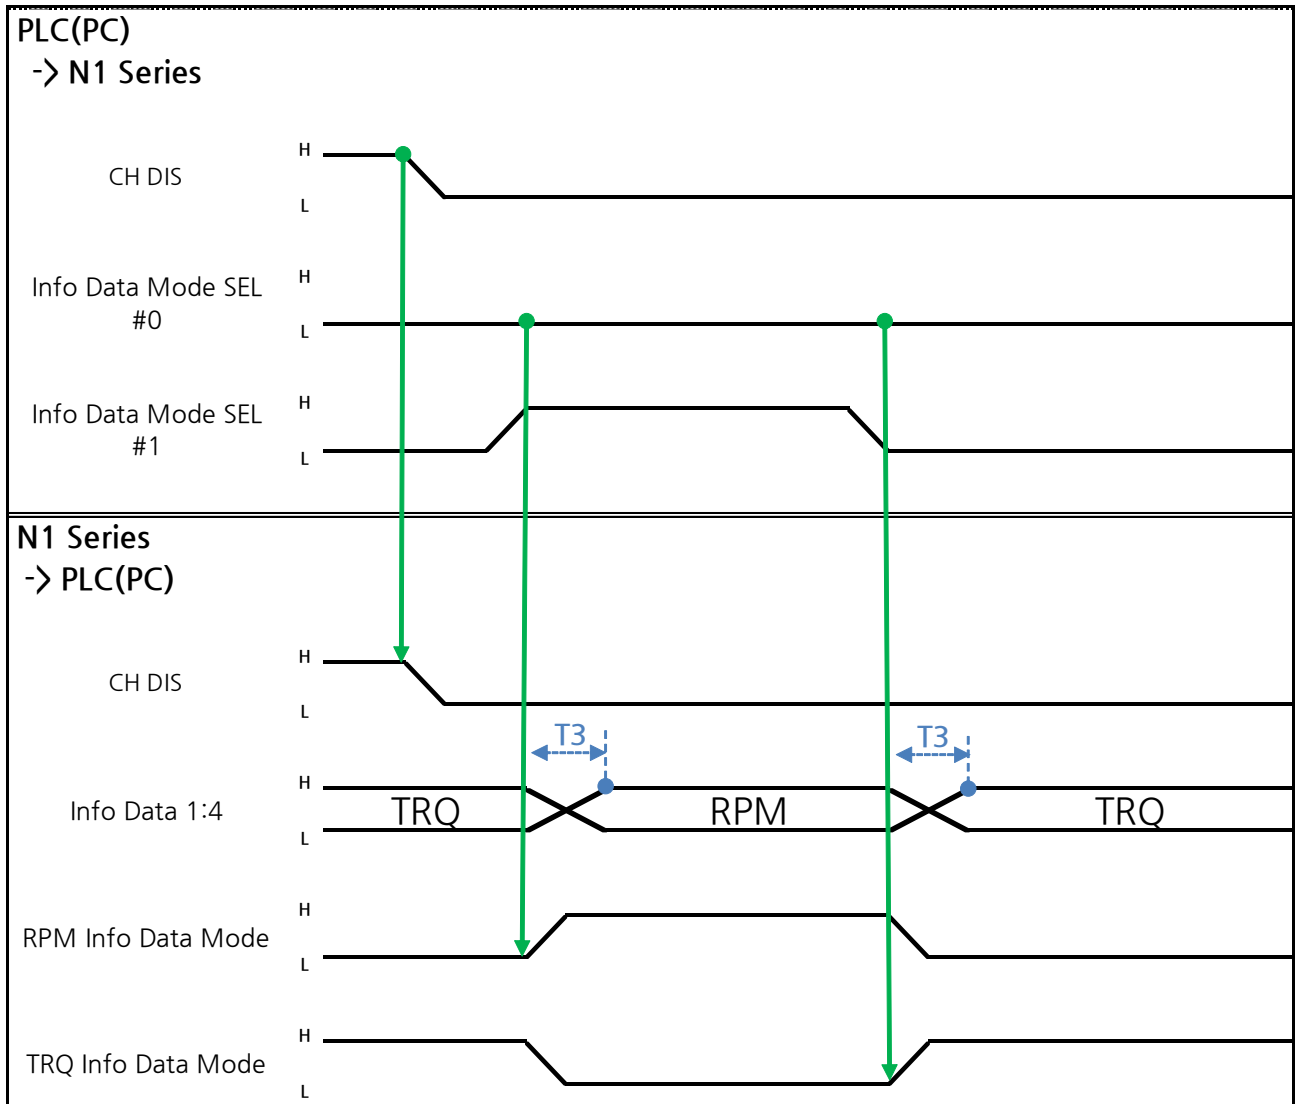 PLC(PC)
-> N1 Series
H
CH DIS
L
H
Info Data Mode SEL
#0
L
H
Info Data Mode SEL
#1
L
N1 Series
-> PLC(PC)
H
CH DIS
L
T3 T3
H
Info Data 1:4 TRQ RPM TRQ
L
H
RPM Info Data Mode
L
H
TRQ Info Data Mode
L